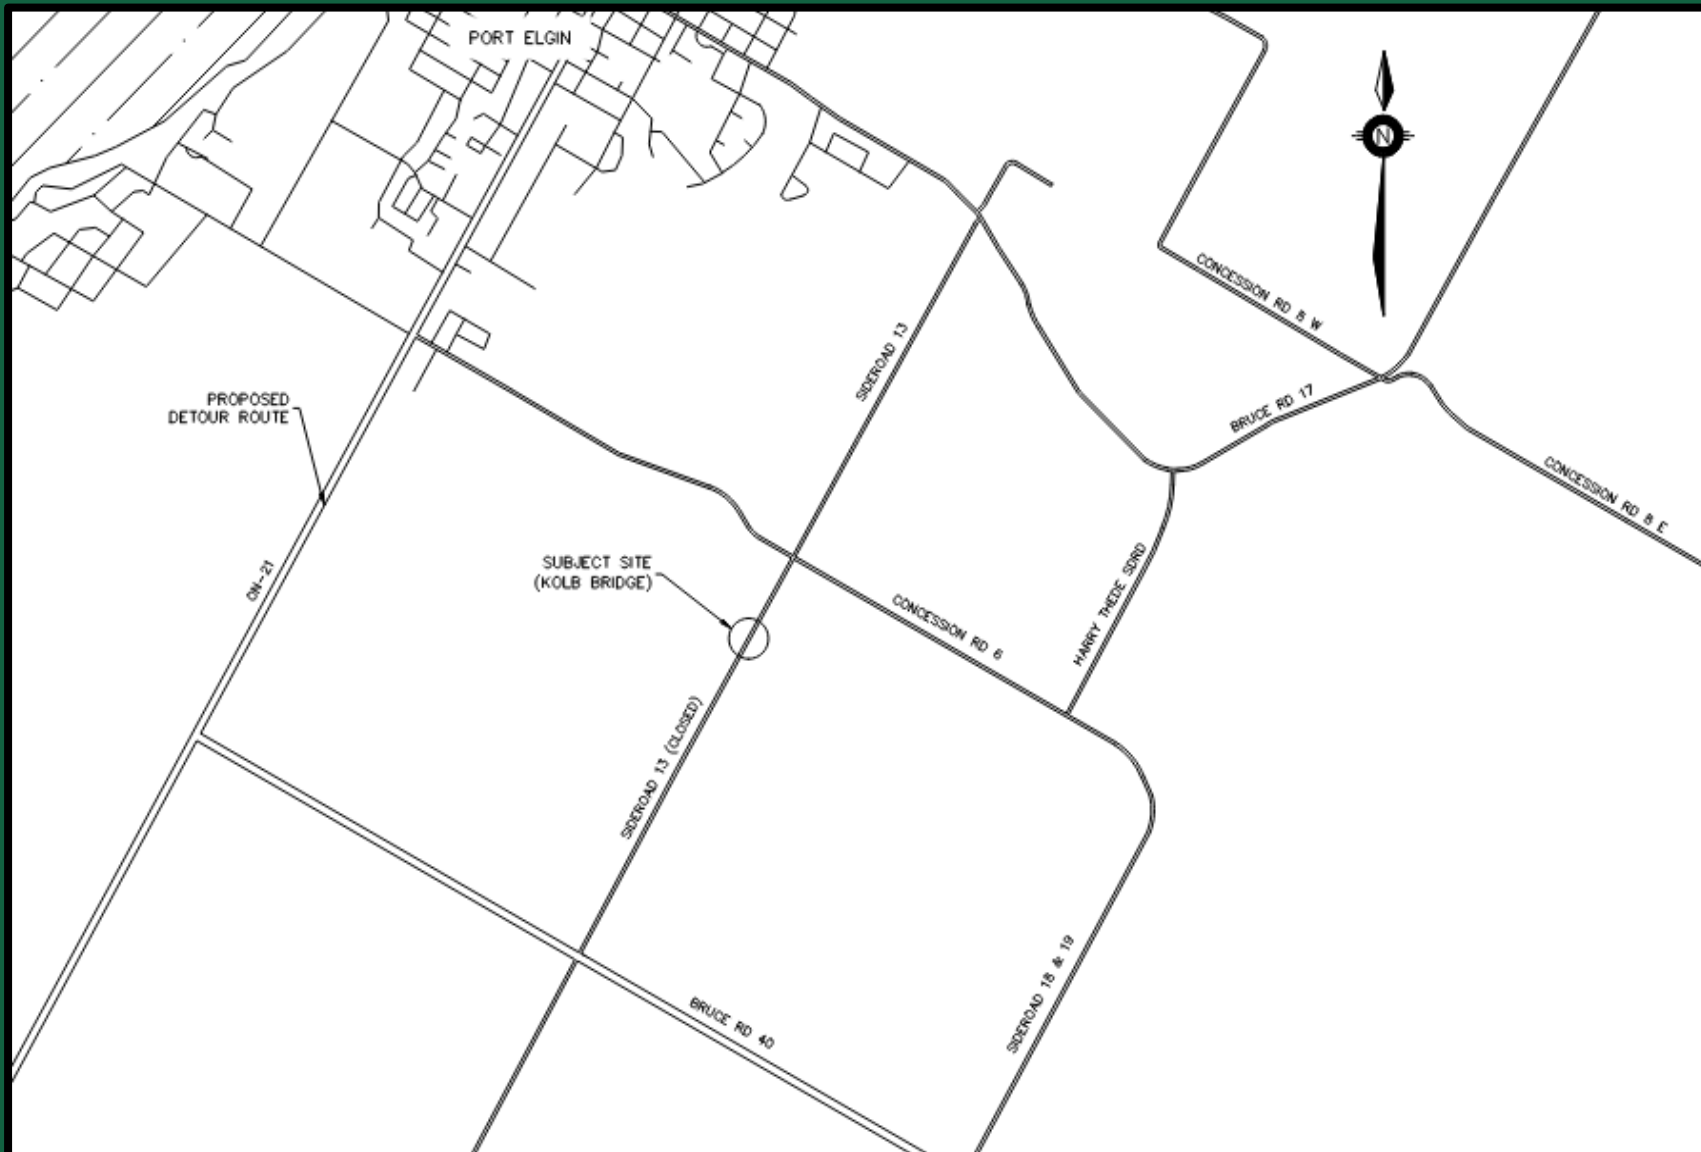 PORT ELGIN
N
CONCESSION RD 8 W
SIDEROAD 13
BRUCE RD 17
PROPOSED
DETOUR ROUTE
CONCESSION RD 8 E
SUBJECT SITE
(KOLB BRIDGE)
ON-21
HARRY THEDE SDRD
CONCESSION RD 6
SIDEROAD 13 (CLOSED)
SIDEROAD 18 & 19
BRUCE RD 40